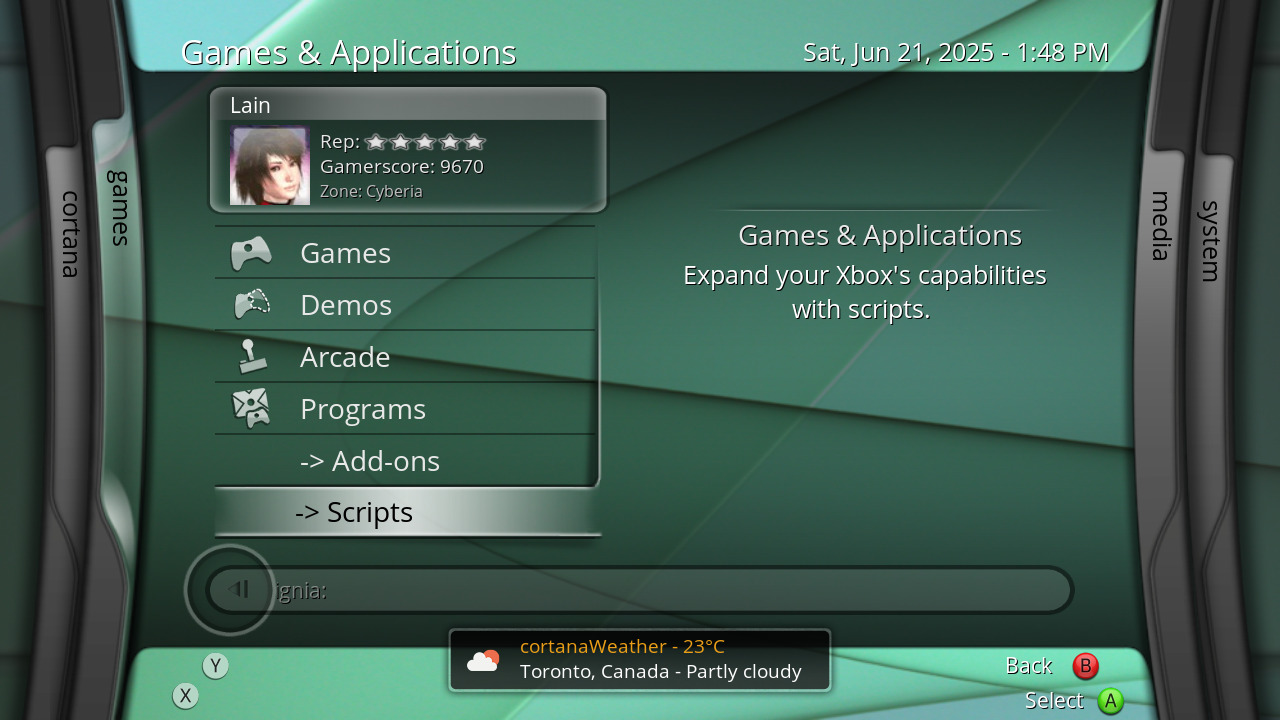 Games & Applications
Sat, Jun 21, 2025 - 1:48 PM
Lain
Rep:
Gamerscore: 9670
Zone: Cyberia
cortana
games
media
system
Games
Demos
Arcade
Programs
-> Add-ons
-> Scripts
Games & Applications
Expand your Xbox's capabilities
with scripts.
ignia:
cortanaWeather - 23°C
Toronto, Canada - Partly cloudy
Y
X
Back B
Select A